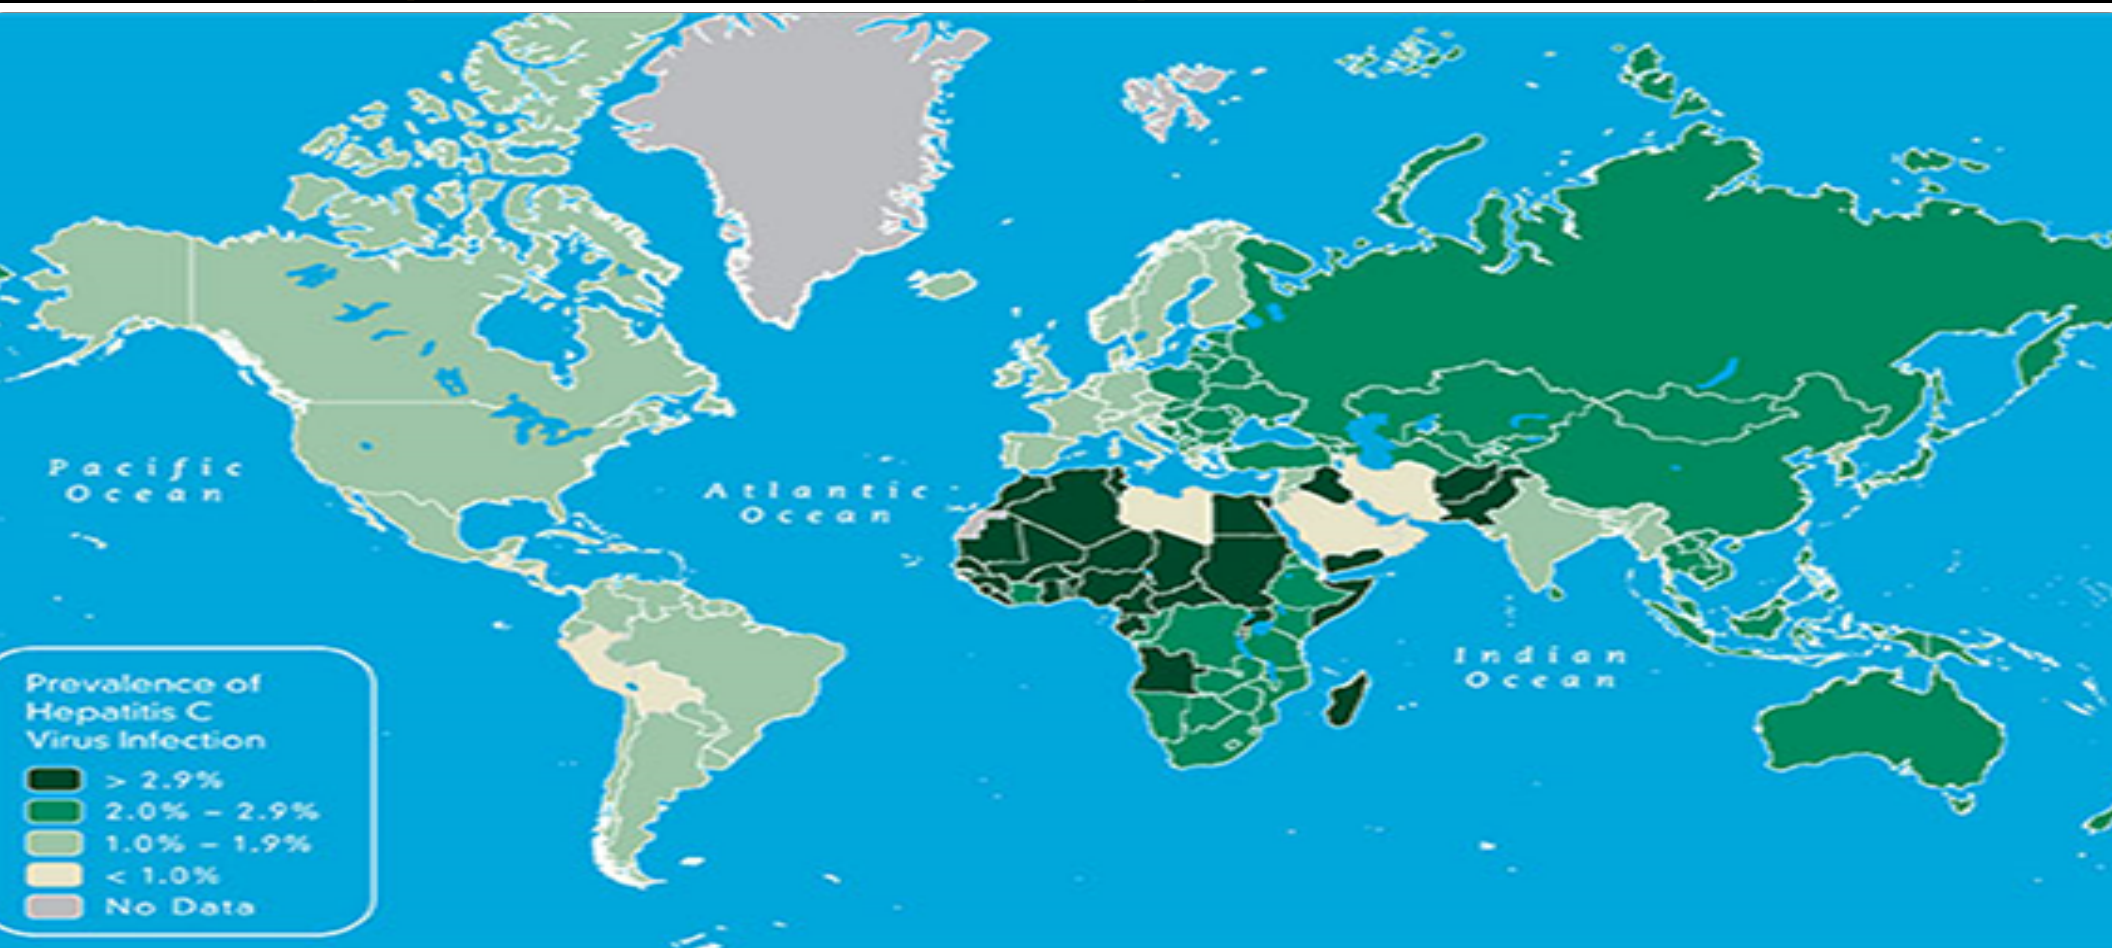 Pacific
Ocean
Atlantic
Ocean
Indian
Ocean
Prevalence of
Hepatitis C
Virus Infection
> 2.9%
2.0% – 2.9%
1.0% – 1.9%
< 1.0%
No Data